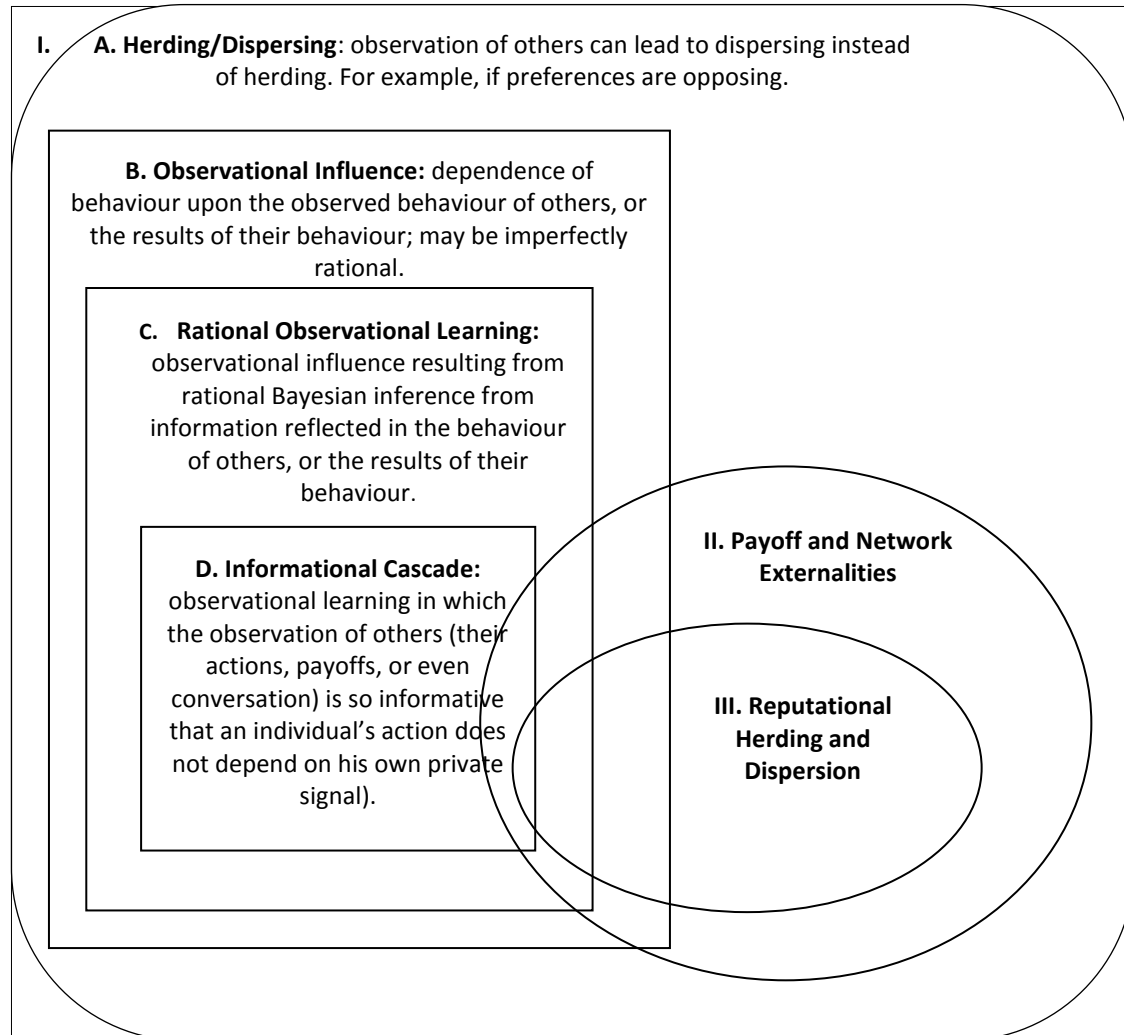 I. A. Herding/Dispersing: observation of others can lead to dispersing instead
of herding. For example, if preferences are opposing.
B. Observational Influence: dependence of
behaviour upon the observed behaviour of others, or
the results of their behaviour; may be imperfectly
rational.
C. Rational Observational Learning:
observational influence resulting from
rational Bayesian inference from
information reflected in the behaviour
of others, or the results of their
behaviour.
D. Informational Cascade:
observational learning in which
the observation of others (their
actions, payoffs, or even
conversation) is so informative
that an individual’s action does
not depend on his own private
signal).
II. Payoff and Network
Externalities
III. Reputational
Herding and
Dispersion